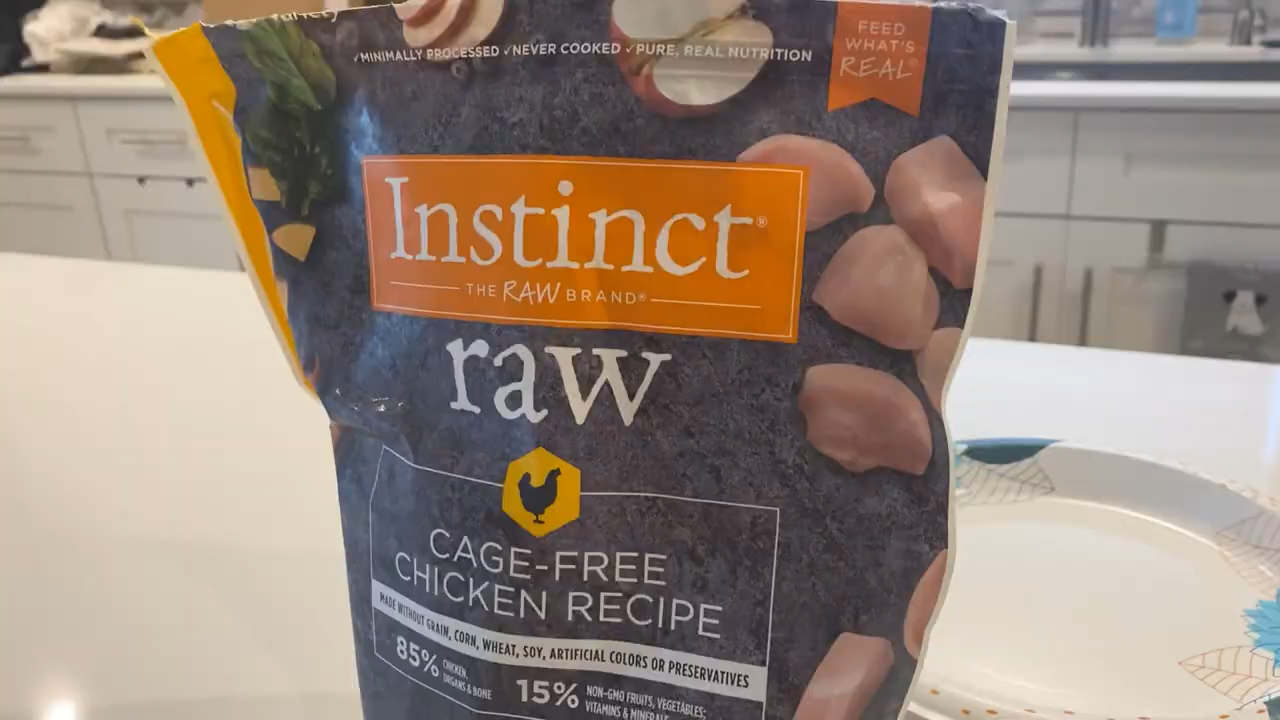 ✓MINIMALLY PROCESSED ✓NEVER COOKED ✓PURE, REAL NUTRITION
FEED
WHAT'S
REAL®
Instinct®
THE RAW BRAND®
raw
CAGE-FREE
CHICKEN RECIPE
MADE WITHOUT GRAIN, CORN, WHEAT, SOY, ARTIFICIAL COLORS OR PRESERVATIVES
85% CHICKEN,
ORGANS & BONE
15% NON-GMO FRUITS, VEGETABLES;
VITAMINS & MINERALS